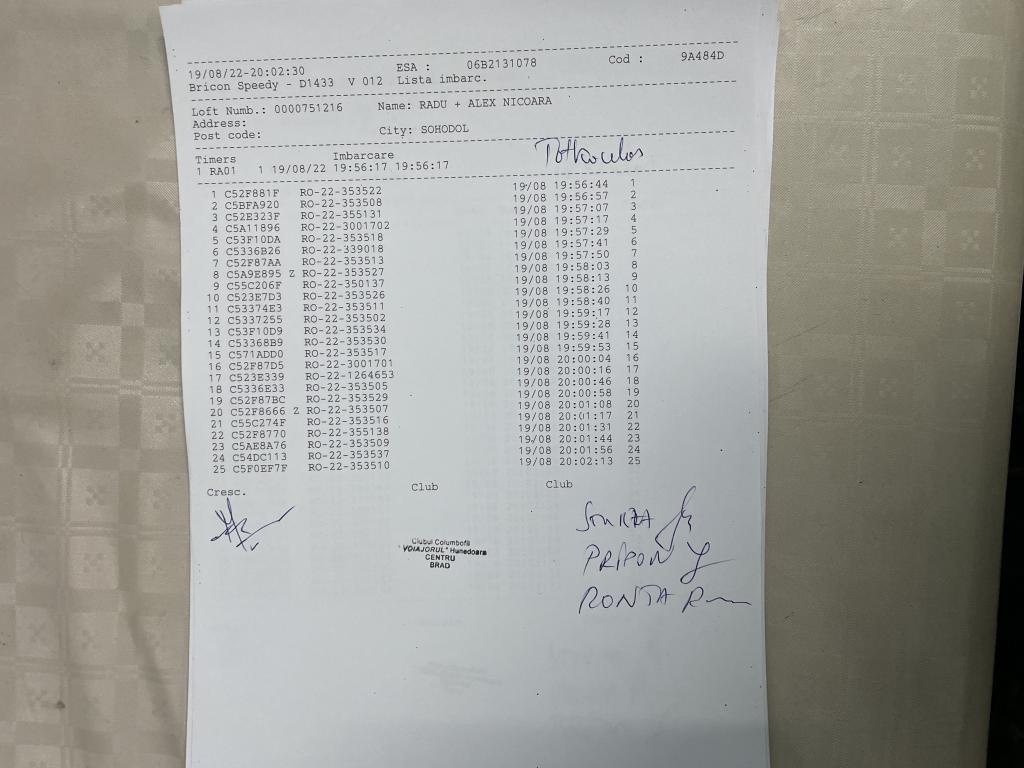 19/08/22-20:02:30 ESA : 06B2131078 Cod : 9A484D
Bricon Speedy - D1433 V 012 Lista imbarc.
Loft Numb.: 0000751216 Name: RADU + ALEX NICOARA
Address:
Post code: City: SOHODOL
Timers Imbarcare
1 RA01 1 19/08/22 19:56:17 19:56:17
1 C52F881F RO-22-353522 19/08 19:56:44 1
2 C5BFA920 RO-22-353508 19/08 19:56:57 2
3 C52E323F RO-22-355131 19/08 19:57:07 3
4 C5A11896 RO-22-3001702 19/08 19:57:17 4
5 C53F10DA RO-22-353518 19/08 19:57:29 5
6 C5336B26 RO-22-339018 19/08 19:57:41 6
7 C52F87AA RO-22-353513 19/08 19:57:50 7
8 C5A9E895 Z RO-22-353527 19/08 19:58:03 8
9 C55C206F RO-22-350137 19/08 19:58:13 9
10 C523E7D3 RO-22-353526 19/08 19:58:26 10
11 C53374E3 RO-22-353511 19/08 19:58:40 11
12 C5337255 RO-22-353502 19/08 19:59:17 12
13 C53F10D9 RO-22-353534 19/08 19:59:28 13
14 C53368B9 RO-22-353530 19/08 19:59:41 14
15 C571ADD0 RO-22-353517 19/08 19:59:53 15
16 C52F87D5 RO-22-3001701 19/08 20:00:04 16
17 C523E339 RO-22-1264653 19/08 20:00:16 17
18 C5336E33 RO-22-353505 19/08 20:00:46 18
19 C52F87BC RO-22-353529 19/08 20:00:58 19
20 C52F8666 Z RO-22-353507 19/08 20:01:08 20
21 C55C274F RO-22-353516 19/08 20:01:17 21
22 C52F8770 RO-22-355138 19/08 20:01:31 22
23 C5AE8A76 RO-22-353509 19/08 20:01:44 23
24 C54DC113 RO-22-353537 19/08 20:01:56 24
25 C5F0EF7F RO-22-353510 19/08 20:02:13 25
Cresc. Club Club
Clubul Columbofil
"VOIAJORUL" Hunedoara
CENTRU
BRAD
PRIPON
RONTA